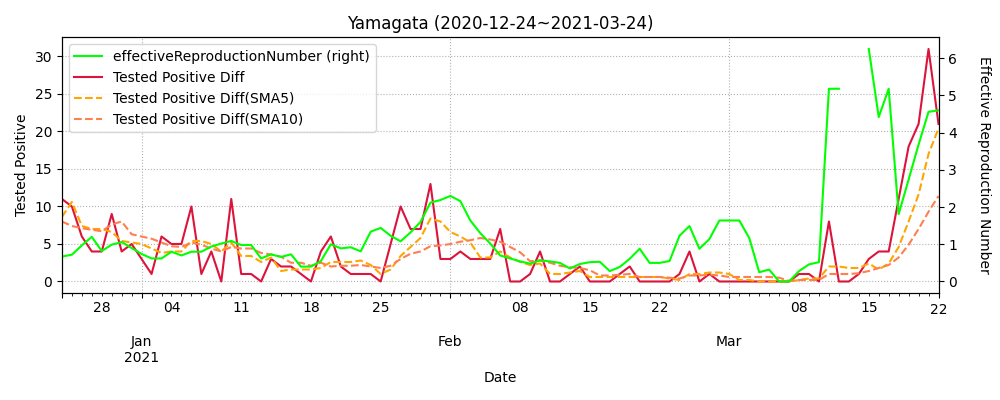 Yamagata (2020-12-24~2021-03-24)
effectiveReproductionNumber (right)
Tested Positive Diff
Tested Positive Diff(SMA5)
Tested Positive Diff(SMA10)
Tested Positive
30
25
20
15
10
5
0
Effective Reproduction Number
6
5
4
3
2
1
0
28 04 11 18 25 08 15 22 08 15 22
Jan Feb Mar
2021
Date